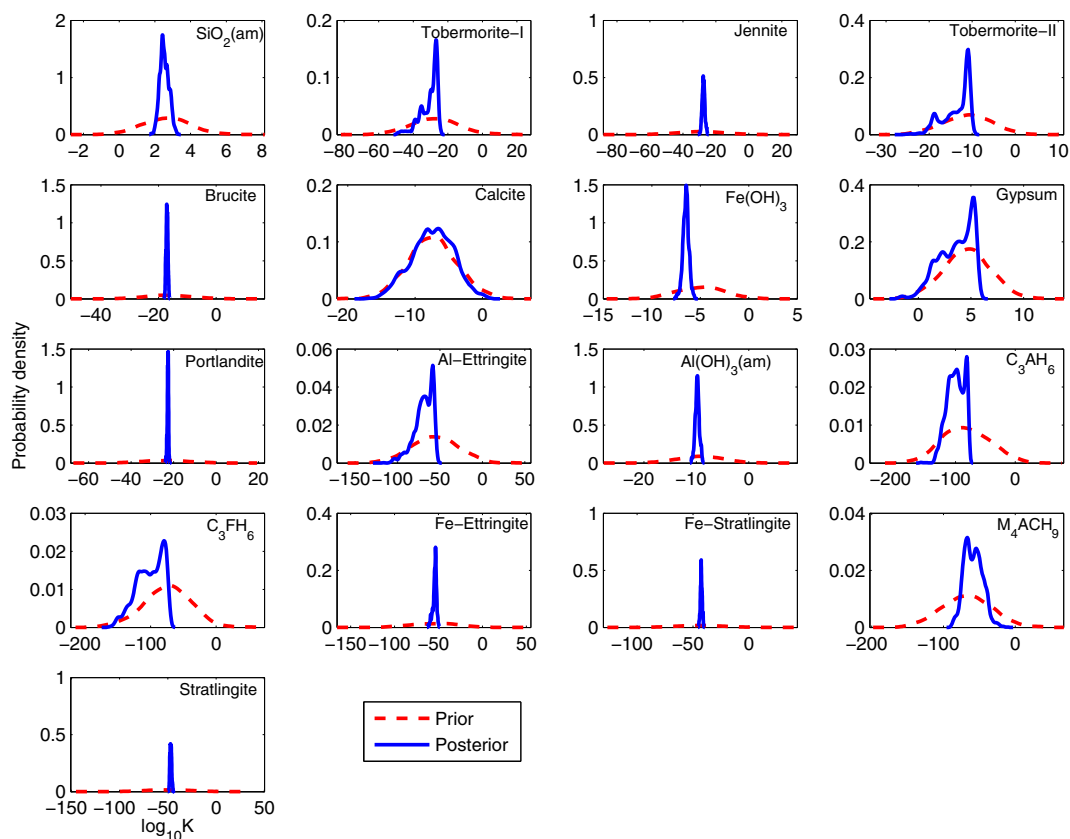 SiO2(am)
2
1
0
−2 0 2 4 6 8
Tobermorite−I
0.2
0.1
0
−80 −60 −40 −20 0 20
Jennite
1
0.5
0
−80 −60 −40 −20 0 20
Tobermorite−II
0.4
0.2
0
−30 −20 −10 0 10
Brucite
1.5
1
0.5
0
−40 −20 0
Calcite
0.2
0.1
0
−20 −10 0
Fe(OH)3
1.5
1
0.5
0
−15 −10 −5 0 5
Gypsum
0.4
0.2
0
0 5 10
Probability density
Portlandite
1.5
1
0.5
0
−60 −40 −20 0 20
Al−Ettringite
0.06
0.04
0.02
0
−150 −100 −50 0 50
Al(OH)3(am)
1.5
1
0.5
0
−20 −10 0
C3AH6
0.03
0.02
0.01
0
−200 −100 0
C3FH6
0.03
0.02
0.01
0
−200 −100 0
Fe−Ettringite
0.4
0.2
0
−150 −100 −50 0 50
Fe−Stratlingite
1
0.5
0
−100 −50 0 50
M4ACH9
0.04
0.02
0
−200 −100 0
Stratlingite
1
0.5
0
−150 −100 −50 0 50
log10K
Prior
Posterior